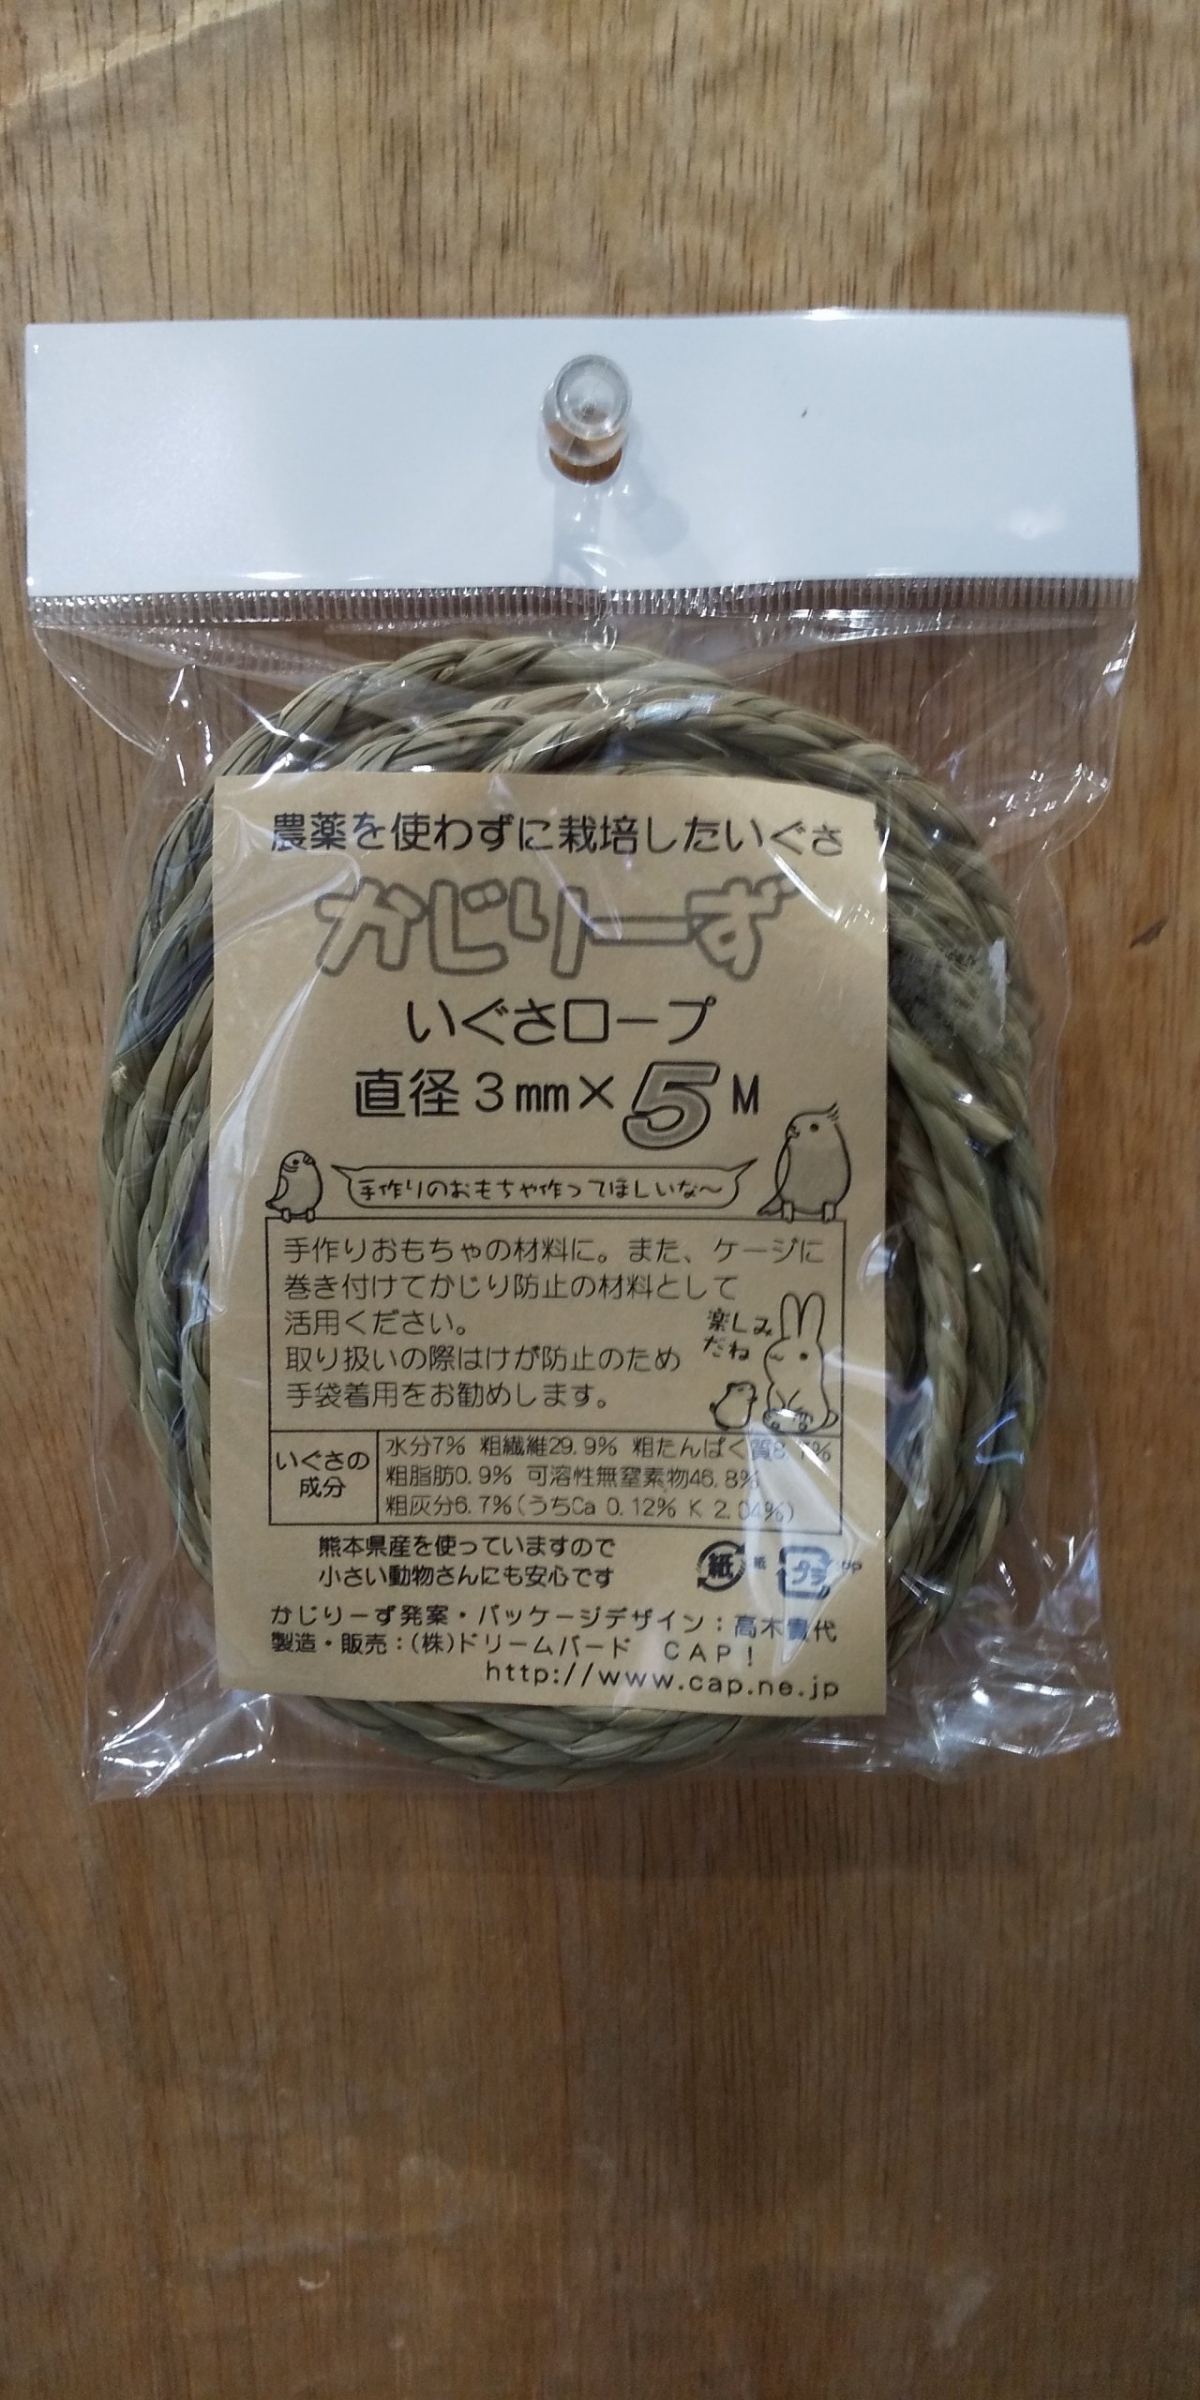 農薬を使わずに栽培したいぐさ
かじりーず
いぐさロープ
直径3mm×5M
手作りのおもちゃ作ってほしいな〜
手作りおもちゃの材料に。また、ケージに
巻き付けてかじり防止の材料として
活用ください。
取り扱いの際はけが防止のため
手袋着用をお勧めします。
楽しみ
だね
いぐさの
成分
水分7% 粗繊維29.9% 粗たんぱく質
粗脂肪0.9% 可溶性無窒素物46.8%
粗灰分6.7%(うちCa 0.12% K 2.04%)
熊本県産を使っていますので
小さい動物さんにも安心です
紙 紙 プラ PP
かじりーず発案・パッケージデザイン:高木貴代
製造・販売:(株)ドリームバード CAP!
http://www.cap.ne.jp